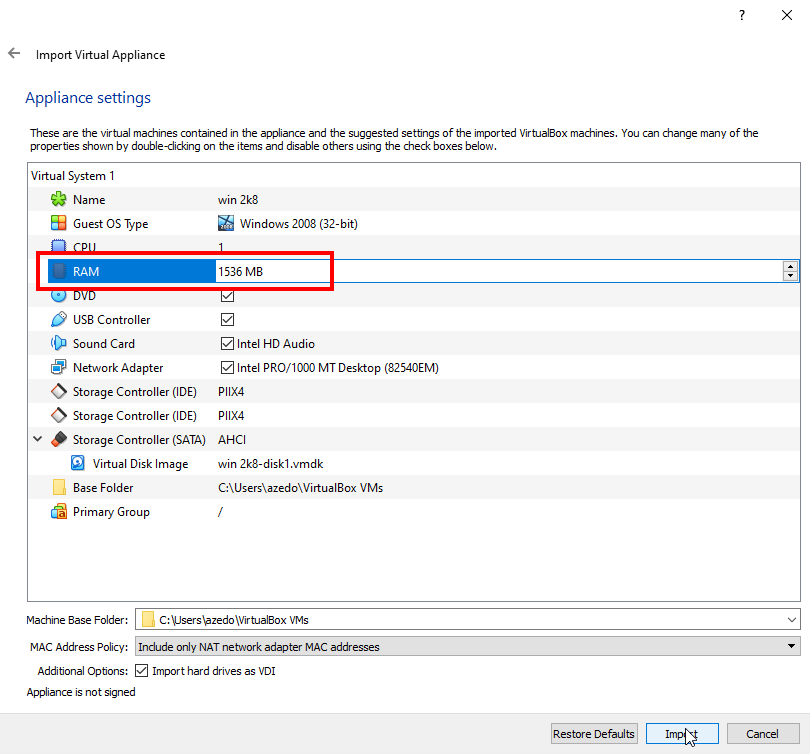 ?
Import Virtual Appliance
Appliance settings
These are the virtual machines contained in the appliance and the suggested settings of the imported VirtualBox machines. You can change many of the
properties shown by double-clicking on the items and disable others using the check boxes below.
Virtual System 1
Name win 2k8
Guest OS Type Windows 2008 (32-bit)
CPU 1
RAM 1536 MB
DVD
USB Controller
Sound Card Intel HD Audio
Network Adapter Intel PRO/1000 MT Desktop (82540EM)
Storage Controller (IDE) PIIX4
Storage Controller (IDE) PIIX4
Storage Controller (SATA) AHCI
Virtual Disk Image win 2k8-disk1.vmdk
Base Folder C:\Users\azedo\VirtualBox VMs
Primary Group /
Machine Base Folder: C:\Users\azedo\VirtualBox VMs
MAC Address Policy: Include only NAT network adapter MAC addresses
Additional Options: Import hard drives as VDI
Appliance is not signed
Restore Defaults Import Cancel